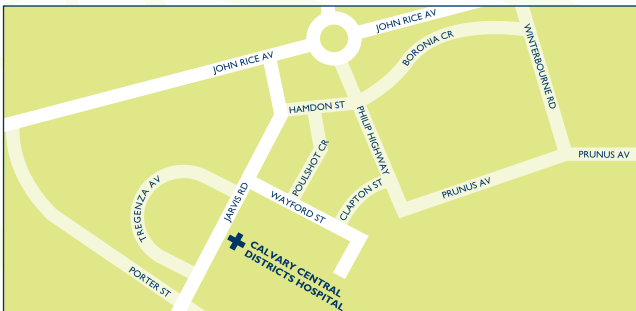 JOHN RICE AV
JOHN RICE AV
BORONIA CR
WINTERBOURNE RD
HAMDON ST
PHILIP HIGHWAY
POULSHOT CR
PRUNUS AV
PRUNUS AV
CLAPTON ST
WAYFORD ST
JARVIS RD
TREGENZA AV
CALVARY CENTRAL
DISTRICTS HOSPITAL
PORTER ST